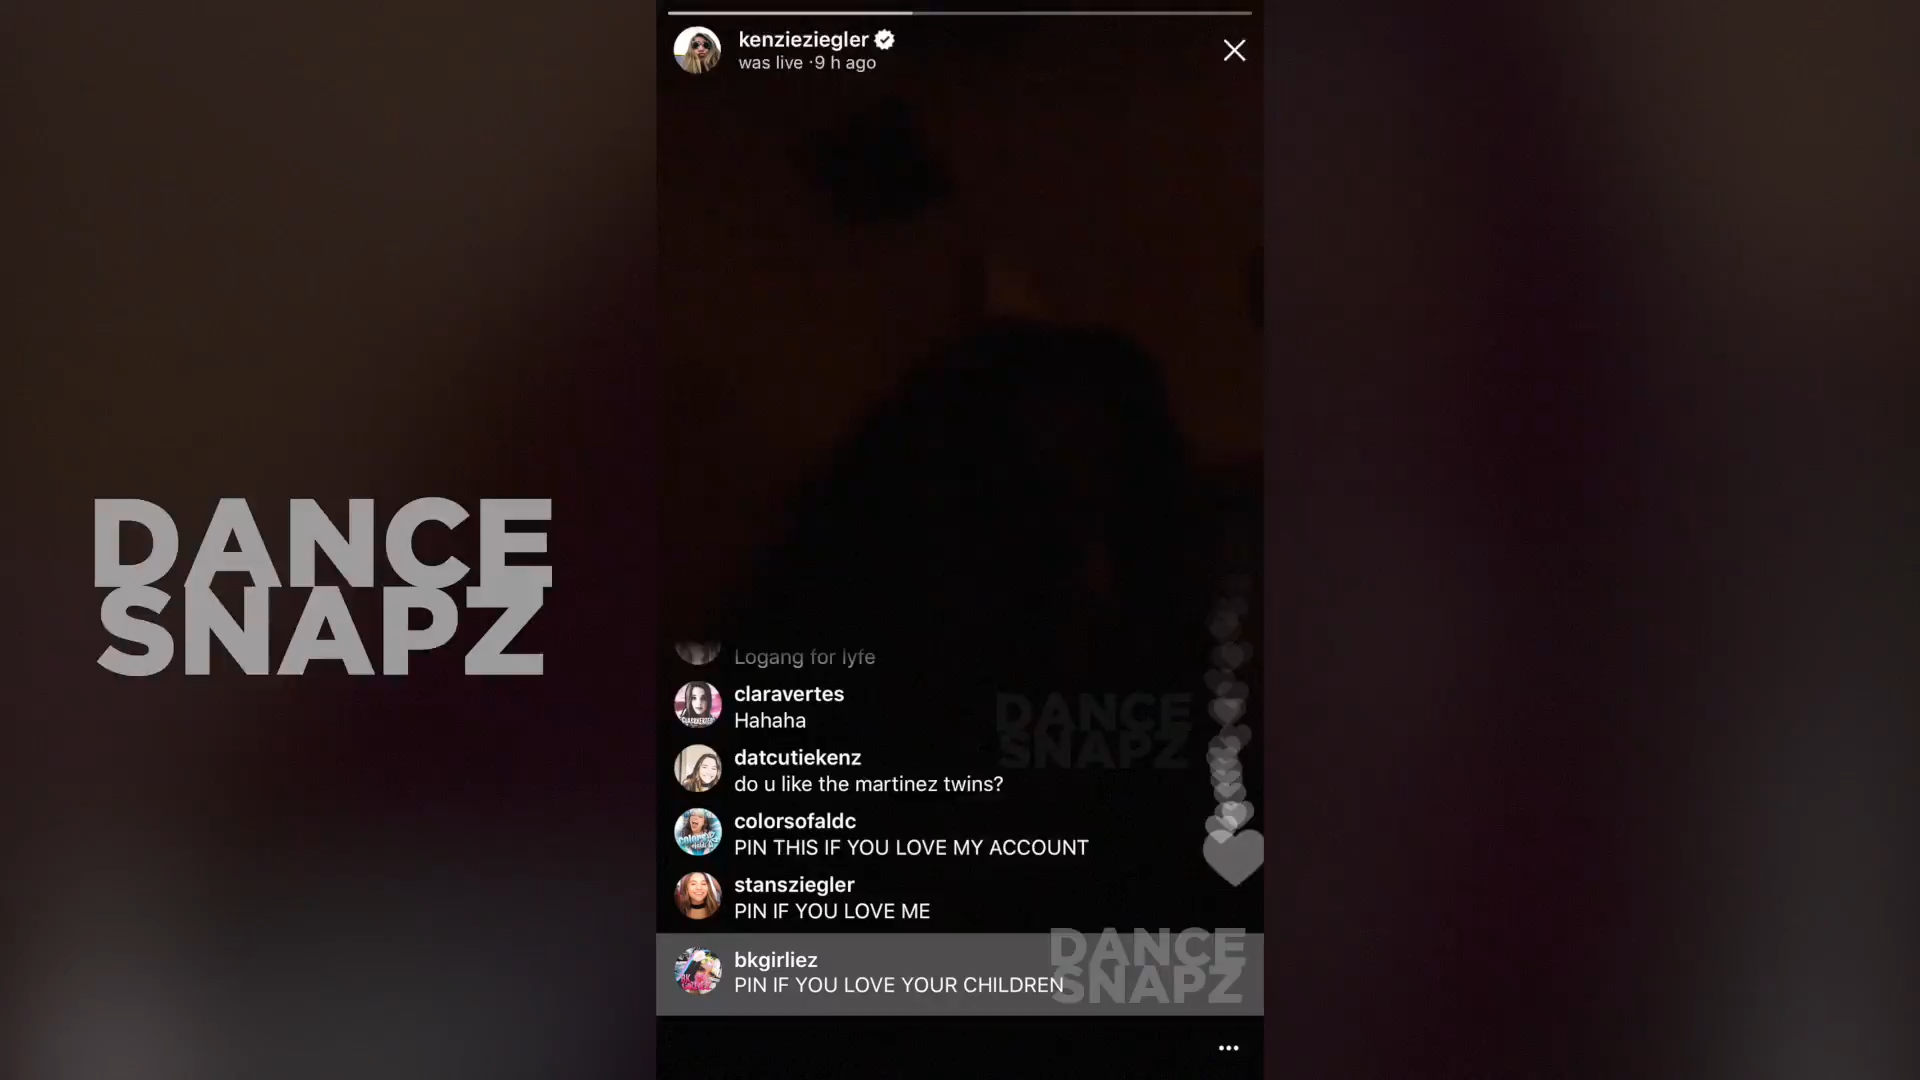 kenzieziegler
was live · 9 h ago
DANCE
SNAPZ
Logang for lyfe
claravertes
Hahaha
datcutiekenz
do u like the martinez twins?
DANCE
SNAPZ
colorsofaldc
PIN THIS IF YOU LOVE MY ACCOUNT
stansziegler
PIN IF YOU LOVE ME
bkgirliez
PIN IF YOU LOVE YOUR CHILDREN
DANCE
SNAPZ